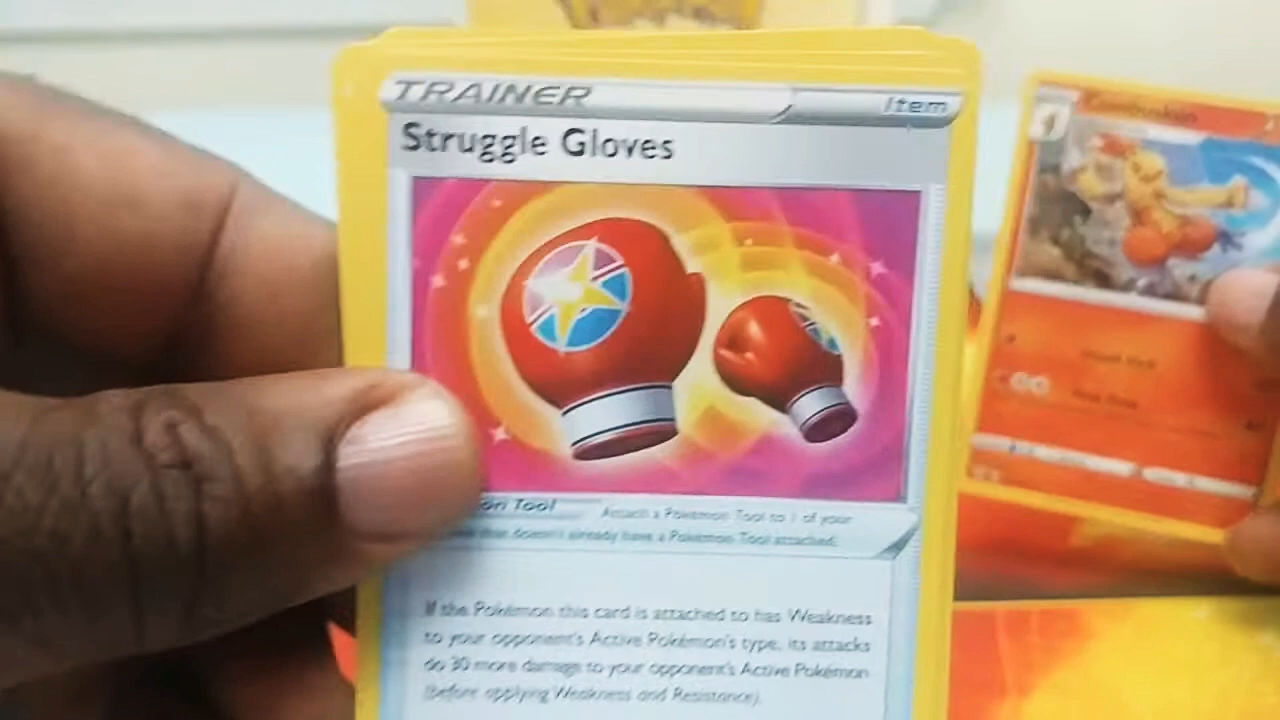 TRAINER
Item
Struggle Gloves
on Tool
Attach a Pokémon Tool to 1 of your
that doesn't already have a Pokémon Tool attached.
If the Pokémon this card is attached to has Weakness
to your opponent's Active Pokémon's type, its attacks
do 30 more damage to your opponent's Active Pokémon
(before applying Weakness and Resistance).
Combusken